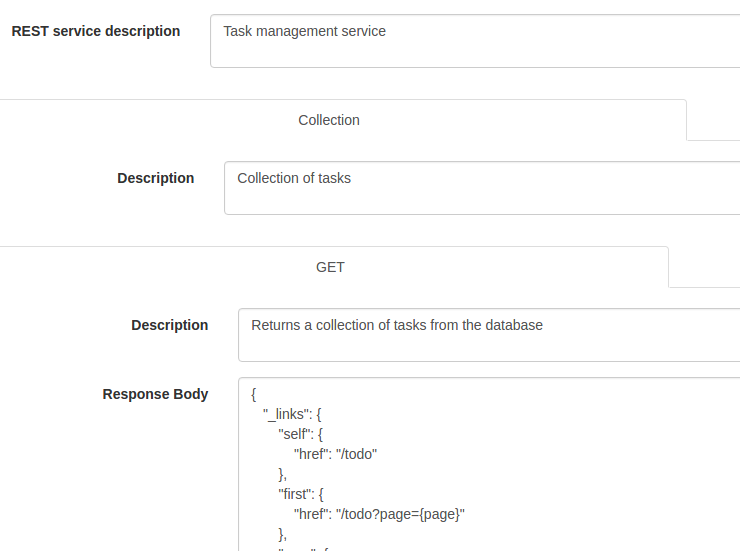 REST service description
Task management service
Collection
Description
Collection of tasks
GET
Description
Returns a collection of tasks from the database
Response Body
{
"_links": {
"self": {
"href": "/todo"
},
"first": {
"href": "/todo?page={page}"
},